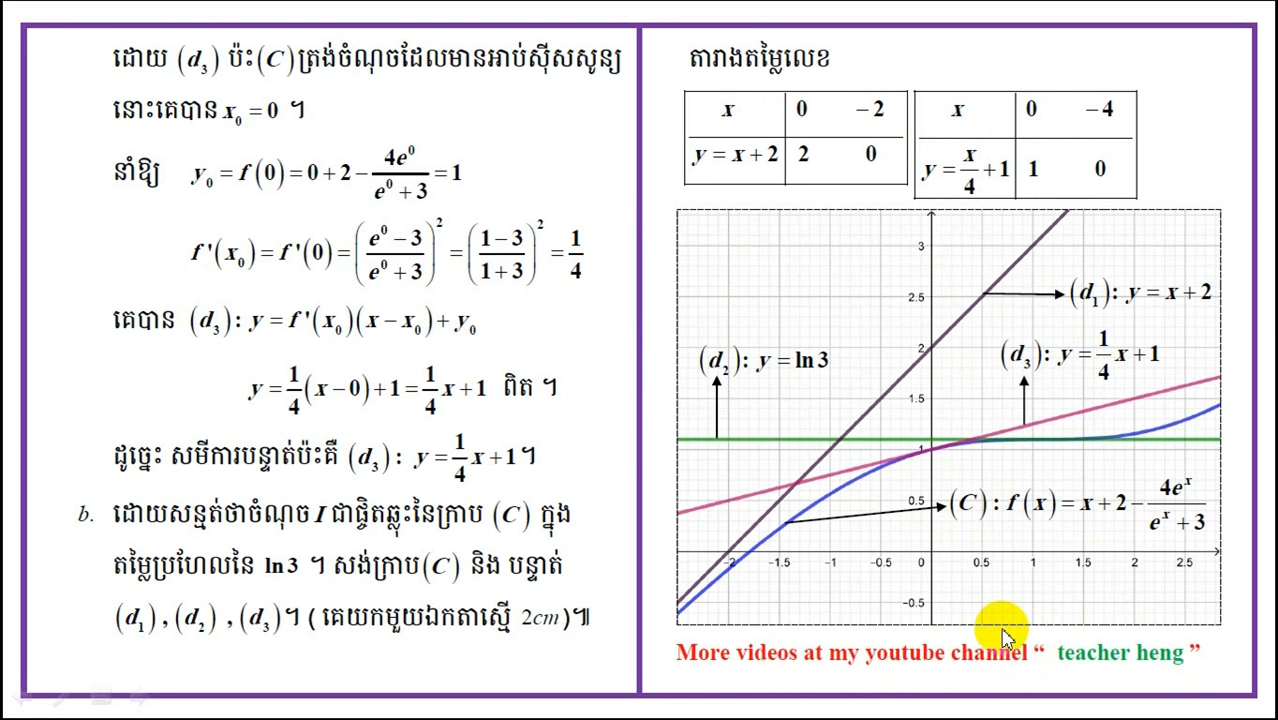 ដោយ (d₃) ប៉ះ(C) ត្រង់ចំណុចដែលមានអាប់ស៊ីសសូន្យ
នោះគេបាន x₀ = 0 ។
នាំឱ្យ y₀ = f(0) = 0 + 2 − 4e⁰/(e⁰ + 3) = 1
f'(x₀) = f'(0) = ((e⁰ − 3)/(e⁰ + 3))² = ((1 − 3)/(1 + 3))² = 1/4
គេបាន (d₃): y = f'(x₀)(x − x₀) + y₀
y = 1/4(x − 0) + 1 = 1/4 x + 1 ពិត ។
ដូច្នេះ សមីការបន្ទាត់ប៉ះគឺ (d₃): y = 1/4 x + 1 ។
b. ដោយសន្មតថាចំណុច I ជាផ្ចិតឆ្លុះនៃក្រាប (C) ក្នុង
តម្លៃប្រហែលនៃ ln 3 ។ សង់ក្រាប(C) និង បន្ទាត់
(d₁) , (d₂) , (d₃)។ ( គេយកមួយឯកតាស្មើ 2cm)៕
តារាងតម្លៃលេខ
x 0 −2
y = x + 2 2 0
x 0 −4
y = x/4 + 1 1 0
3
2.5
2
1.5
1
0.5
-0.5
-2 -1.5 -1 -0.5 0 0.5 1 1.5 2 2.5
(d₁): y = x + 2
(d₂): y = ln 3
(d₃): y = 1/4 x + 1
(C) : f(x) = x + 2 − 4eˣ/(eˣ + 3)
More videos at my youtube channel “ teacher heng ”